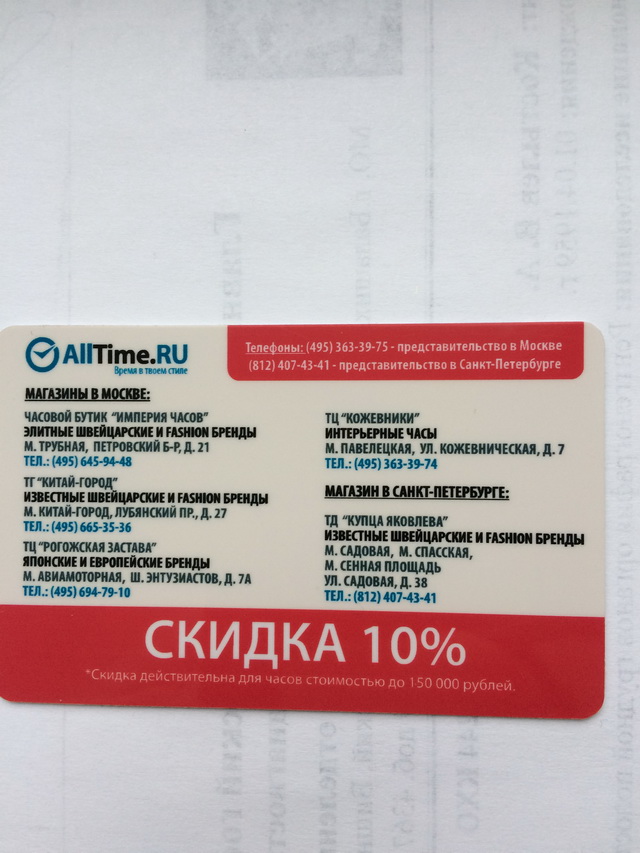 AllTime.RU
Время в твоем стиле
Телефоны: (495) 363-39-75 - представительство в Москве
(812) 407-43-41 - представительство в Санкт-Петербурге
МАГАЗИНЫ В МОСКВЕ:
ЧАСОВОЙ БУТИК "ИМПЕРИЯ ЧАСОВ"
ЭЛИТНЫЕ ШВЕЙЦАРСКИЕ И FASHION БРЕНДЫ
М. ТРУБНАЯ, ПЕТРОВСКИЙ Б-Р, Д. 21
ТЕЛ.: (495) 645-94-48
ТГ "КИТАЙ-ГОРОД"
ИЗВЕСТНЫЕ ШВЕЙЦАРСКИЕ И FASHION БРЕНДЫ
М. КИТАЙ-ГОРОД, ЛУБЯНСКИЙ ПР., Д. 27
ТЕЛ.: (495) 665-35-36
ТЦ "РОГОЖСКАЯ ЗАСТАВА"
ЯПОНСКИЕ И ЕВРОПЕЙСКИЕ БРЕНДЫ
М. АВИАМОТОРНАЯ, Ш. ЭНТУЗИАСТОВ, Д. 7А
ТЕЛ.: (495) 694-79-10
ТЦ "КОЖЕВНИКИ"
ИНТЕРЬЕРНЫЕ ЧАСЫ
М. ПАВЕЛЕЦКАЯ, УЛ. КОЖЕВНИЧЕСКАЯ, Д. 7
ТЕЛ.: (495) 363-39-74
МАГАЗИН В САНКТ-ПЕТЕРБУРГЕ:
ТД "КУПЦА ЯКОВЛЕВА"
ИЗВЕСТНЫЕ ШВЕЙЦАРСКИЕ И FASHION БРЕНДЫ
М. САДОВАЯ, М. СПАССКАЯ,
М. СЕННАЯ ПЛОЩАДЬ
УЛ. САДОВАЯ, Д. 38
ТЕЛ.: (812) 407-43-41
СКИДКА 10%
*Скидка действительна для часов стоимостью до 150 000 рублей.